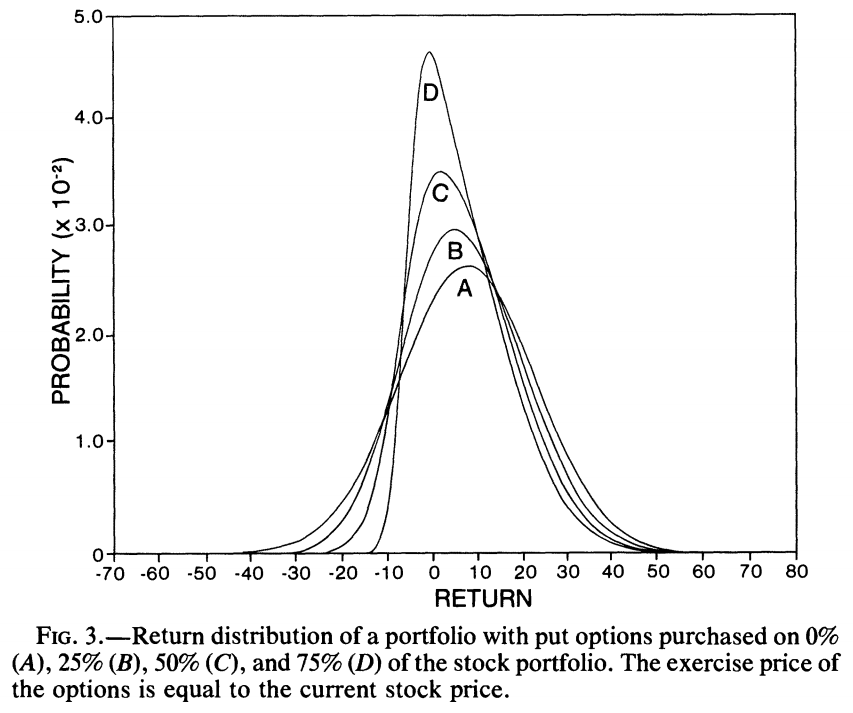 5.0
4.0
3.0
2.0
1.0
0
PROBABILITY (x 10⁻²)
D
C
B
A
-70 -60 -50 -40 -30 -20 -10 0 10 20 30 40 50 60 70 80
RETURN
FIG. 3.—Return distribution of a portfolio with put options purchased on 0%
(A), 25% (B), 50% (C), and 75% (D) of the stock portfolio. The exercise price of
the options is equal to the current stock price.